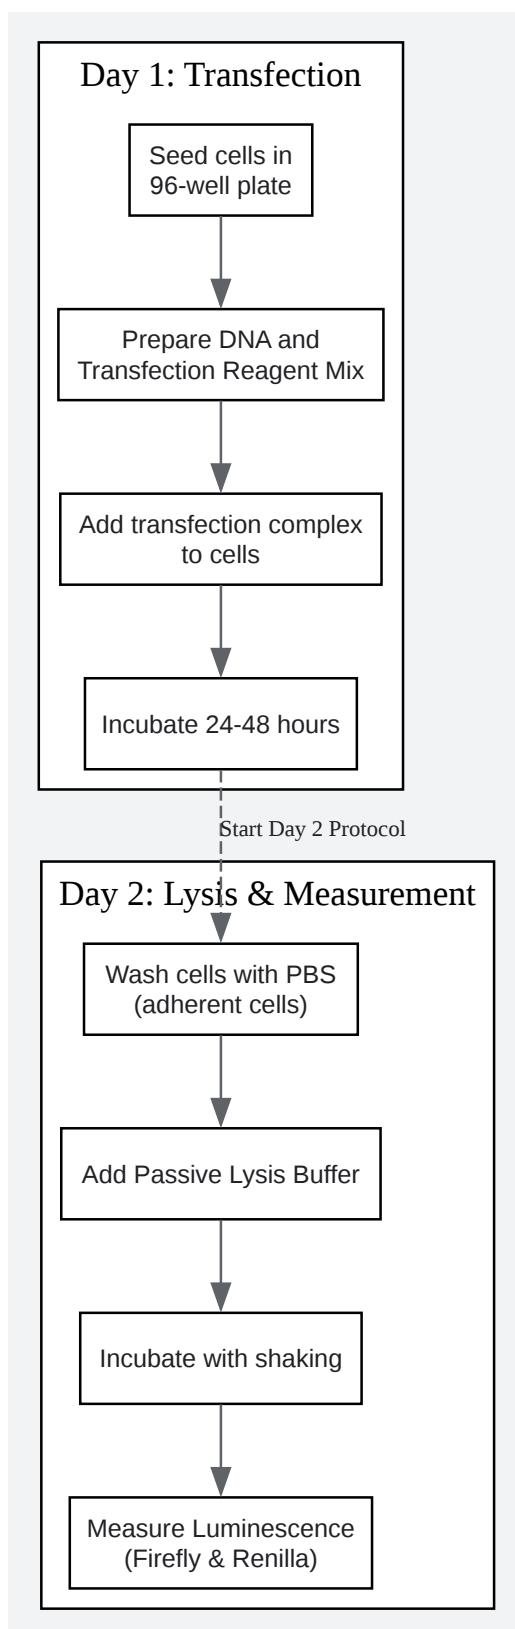 Day 1: Transfection
Seed cells in
96-well plate
Prepare DNA and
Transfection Reagent Mix
Add transfection complex
to cells
Incubate 24-48 hours
Start Day 2 Protocol
Day 2: Lysis & Measurement
Wash cells with PBS
(adherent cells)
Add Passive Lysis Buffer
Incubate with shaking
Measure Luminescence
(Firefly & Renilla)